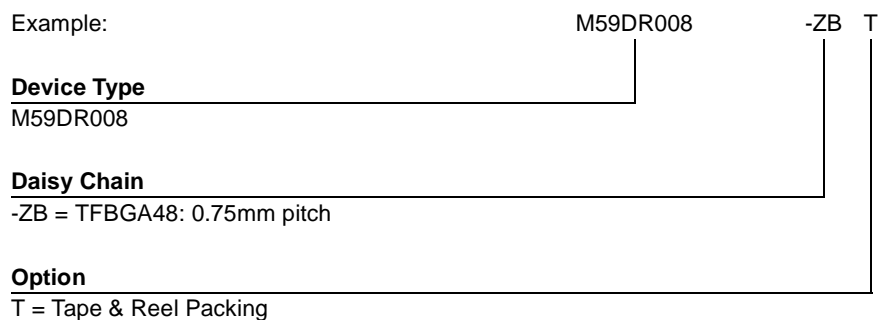 Example: M59DR008 -ZB T
Device Type
M59DR008
Daisy Chain
-ZB = TFBGA48: 0.75mm pitch
Option
T = Tape & Reel Packing